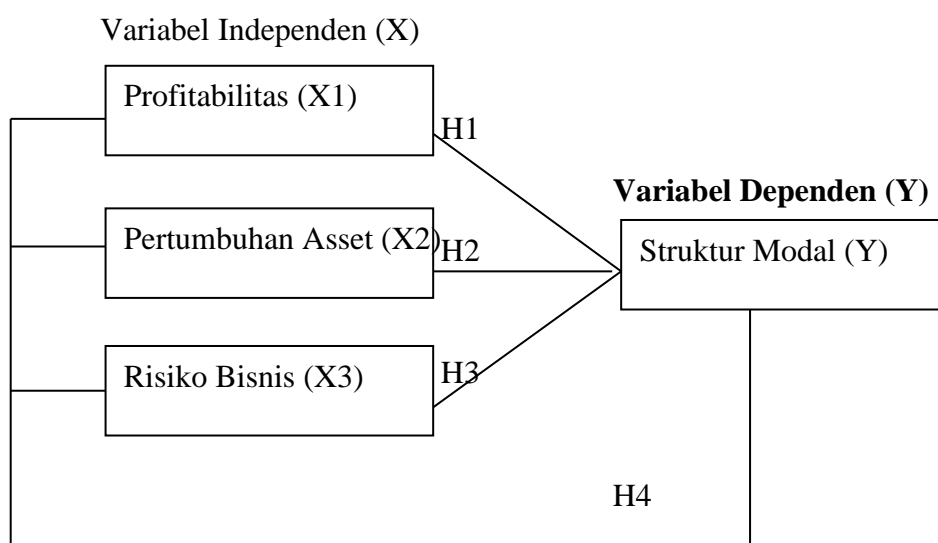 Variabel Independen (X)
Profitabilitas (X1)
H1
Variabel Dependen (Y)
Pertumbuhan Asset (X2)
H2
Struktur Modal (Y)
Risiko Bisnis (X3)
H3
H4